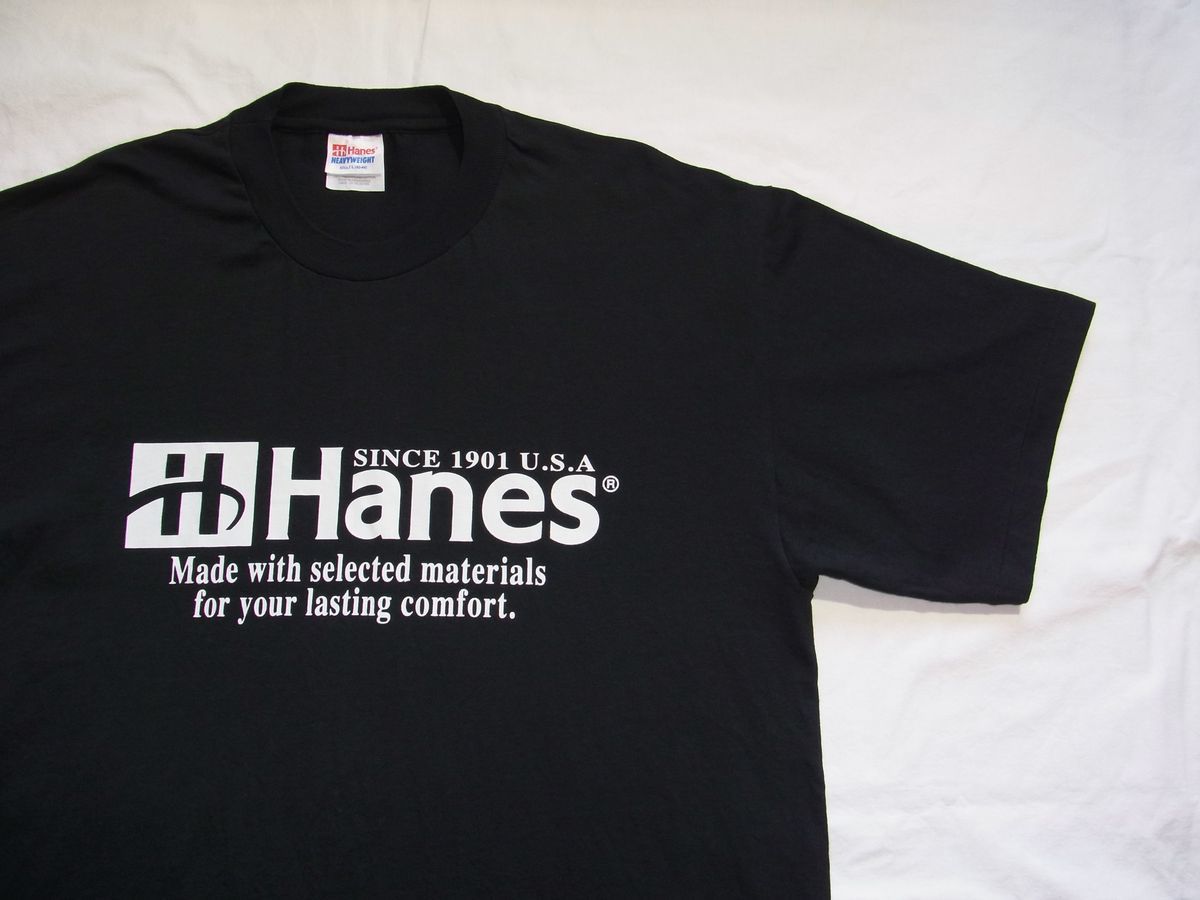 Hanes
HEAVYWEIGHT
SINCE 1901 U.S.A
Hanes®
Made with selected materials
for your lasting comfort.